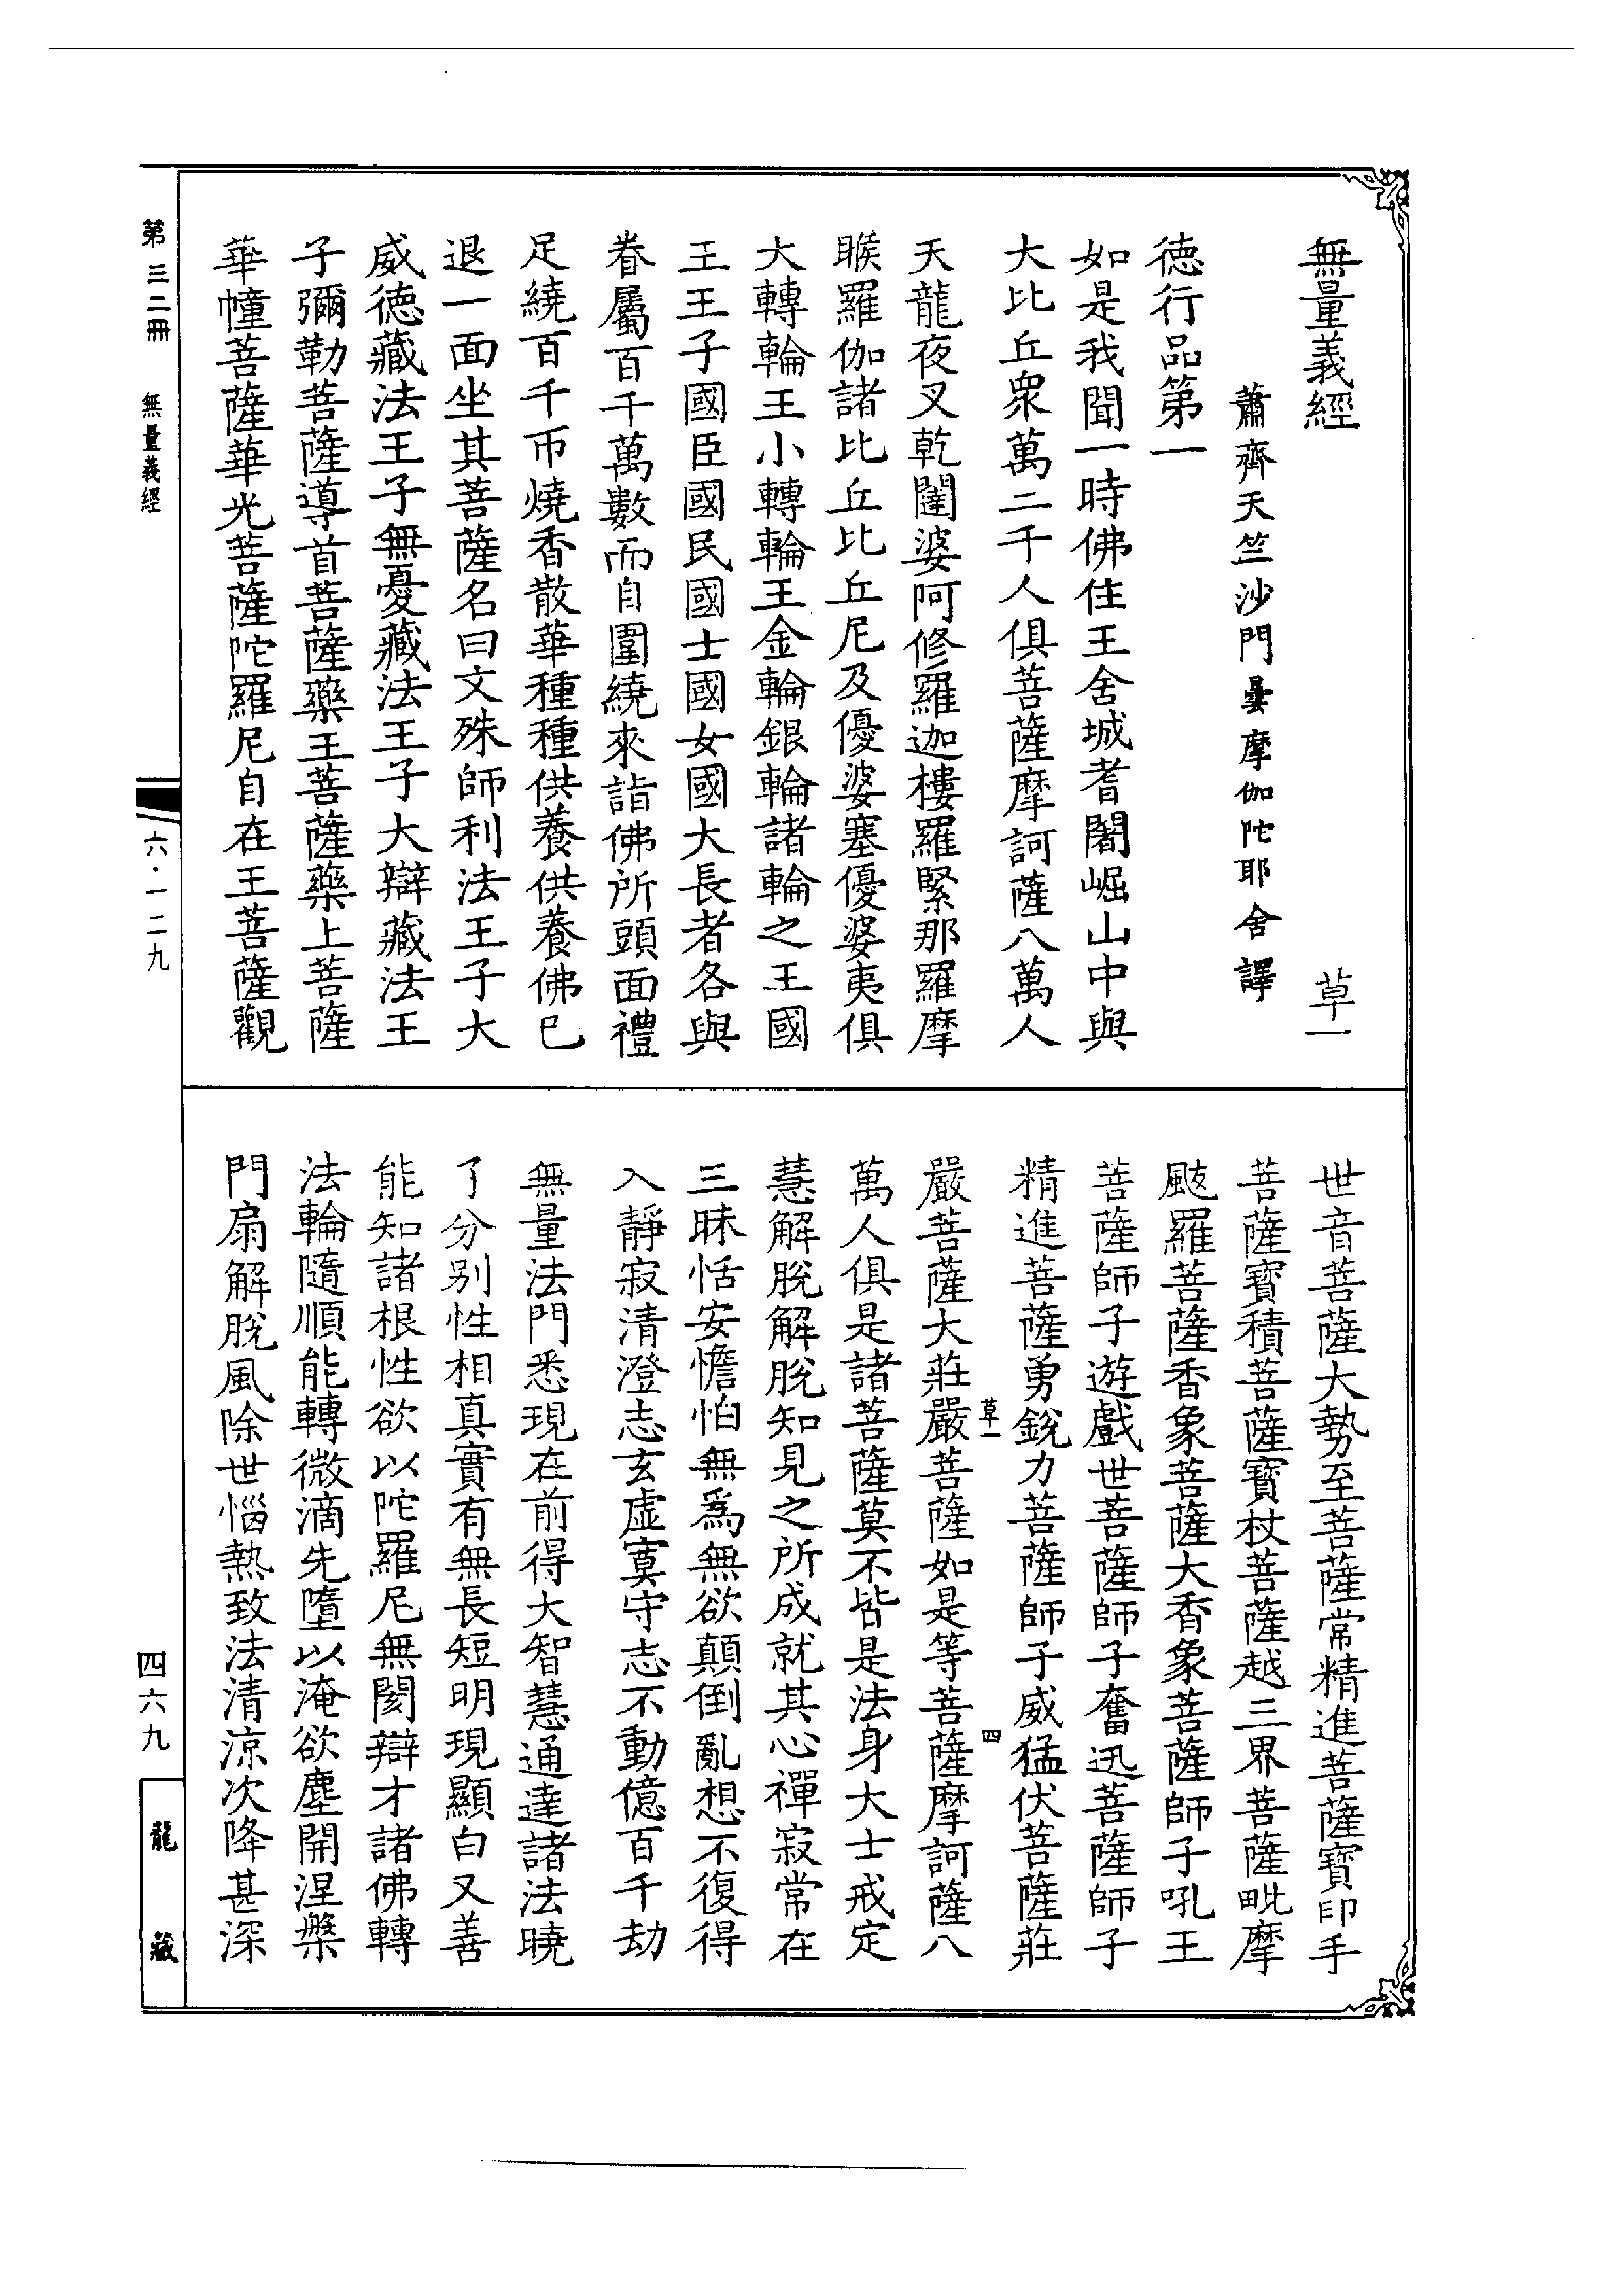 無量義經　草一
蕭齊天竺沙門曇摩伽陀耶舍譯
德行品第一
如是我聞一時佛住王舍城耆闍崛山中與
大比丘眾萬二千人俱菩薩摩訶薩八萬人
天龍夜叉乾闥婆阿修羅迦樓羅緊那羅摩
睺羅伽諸比丘比丘尼及優婆塞優婆夷俱
大轉輪王小轉輪王金輪銀輪諸輪之王國
王王子國臣國民國士國女國大長者各與
眷屬百千萬數而自圍繞來詣佛所頭面禮
足繞百千帀燒香散華種種供養供養佛已
退一面坐其菩薩名曰文殊師利法王子大
威德藏法王子無憂藏法王子大辯藏法王
子彌勒菩薩導首菩薩藥王菩薩藥上菩薩
華幢菩薩華光菩薩陀羅尼自在王菩薩觀
世音菩薩大勢至菩薩常精進菩薩寶印手
菩薩寶積菩薩寶杖菩薩越三界菩薩毗摩
颰羅菩薩香象菩薩大香象菩薩師子吼王
菩薩師子遊戲世菩薩師子奮迅菩薩師子
精進菩薩勇銳力菩薩師子威猛伏菩薩莊
草一　四
嚴菩薩大莊嚴菩薩如是等菩薩摩訶薩八
萬人俱是諸菩薩莫不皆是法身大士戒定
慧解脫解脫知見之所成就其心禪寂常在
三昧恬安憺怕無爲無欲顛倒亂想不復得
入靜寂清澄志玄虛寞守志不動億百千劫
無量法門悉現在前得大智慧通達諸法曉
了分別性相真實有無長短明現顯白又善
能知諸根性欲以陀羅尼無閡辯才諸佛轉
法輪隨順能轉微滴先墮以淹欲塵開涅槃
門扇解脫風除世惱熱致法清涼次降甚深
第三二冊　無量義經
六·一二九
四六九
龍藏